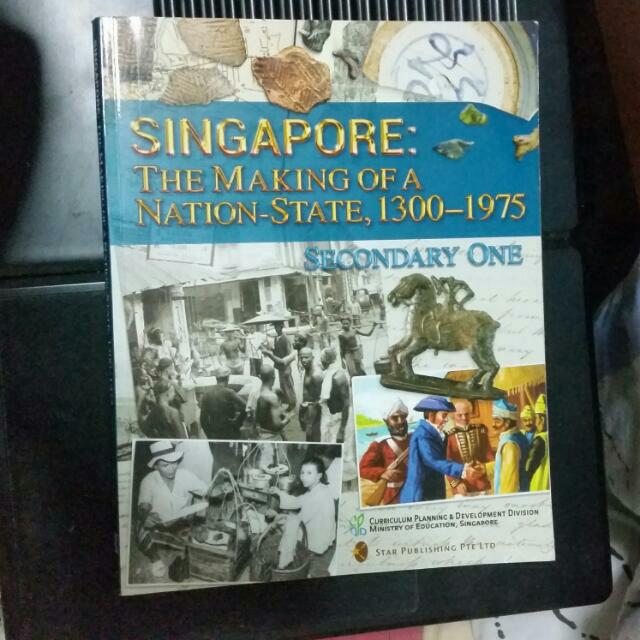 SINGAPORE:
THE MAKING OF A
NATION-STATE, 1300–1975
SECONDARY ONE
CURRICULUM PLANNING & DEVELOPMENT DIVISION
MINISTRY OF EDUCATION, SINGAPORE
STAR PUBLISHING PTE LTD